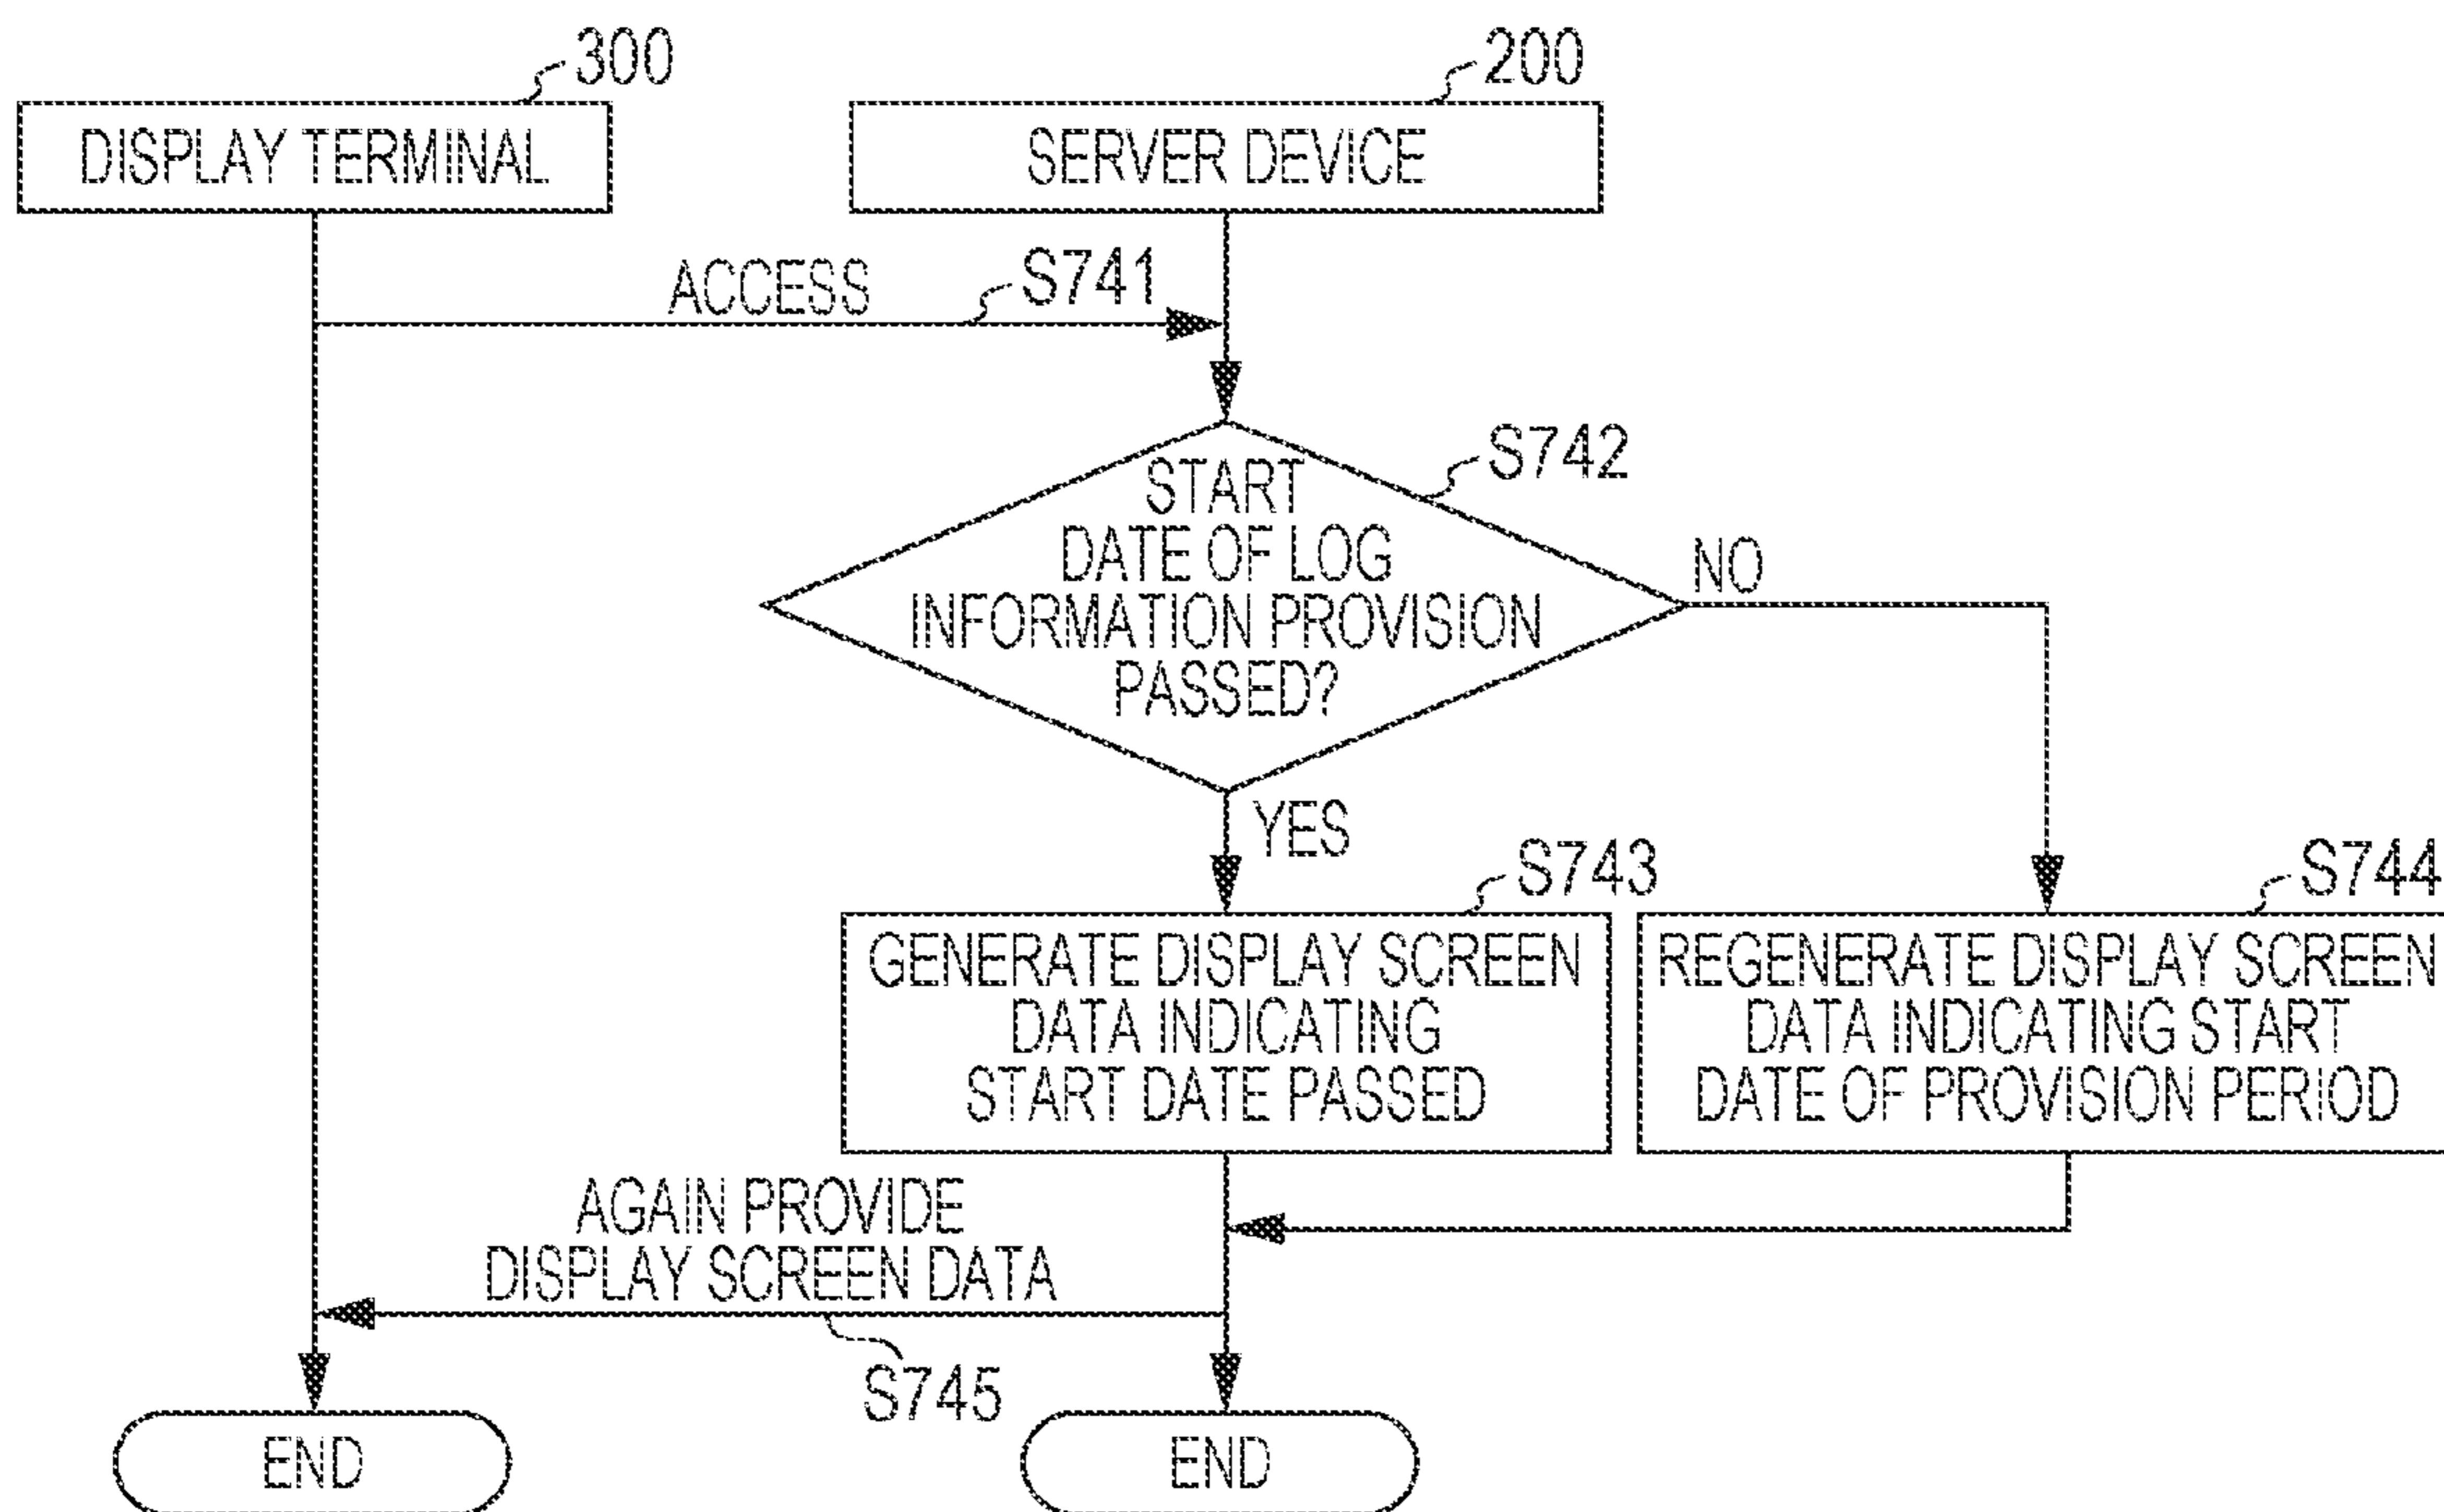 300
200
DISPLAY TERMINAL
SERVER DEVICE
ACCESS
S741
S742
START
DATE OF LOG
INFORMATION PROVISION
PASSED?
NO
YES
S743
S744
GENERATE DISPLAY SCREEN
DATA INDICATING
START DATE PASSED
REGENERATE DISPLAY SCREEN
DATA INDICATING START
DATE OF PROVISION PERIOD
AGAIN PROVIDE
DISPLAY SCREEN DATA
S745
END
END